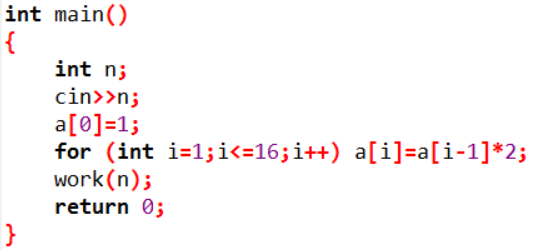 int main()
{
    int n;
    cin>>n;
    a[0]=1;
    for (int i=1;i<=16;i++) a[i]=a[i-1]*2;
    work(n);
    return 0;
}